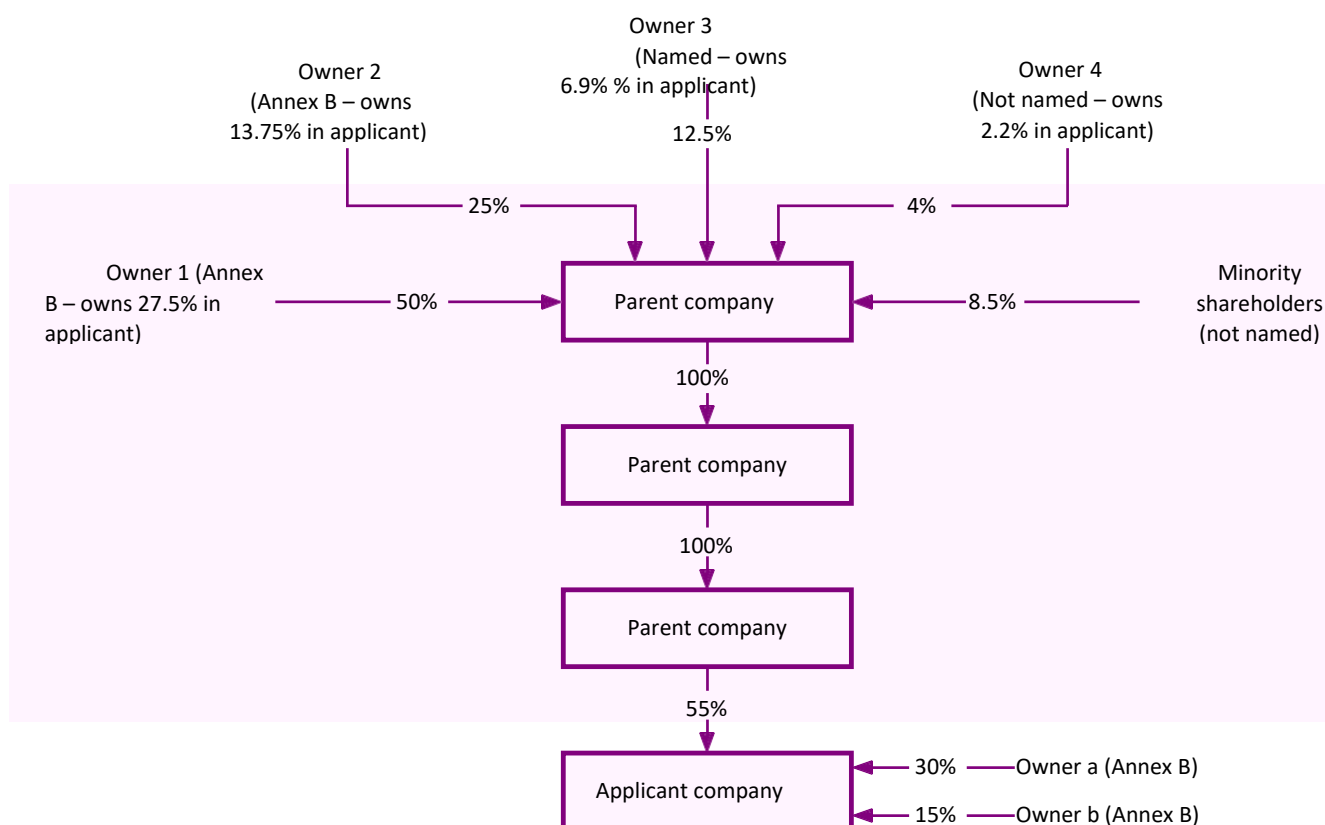 Owner 3
(Named – owns
6.9% % in applicant)
Owner 2
(Annex B – owns
13.75% in applicant)
Owner 4
(Not named – owns
2.2% in applicant)
12.5%
25%
4%
Owner 1 (Annex
B – owns 27.5% in
applicant)
50%
Parent company
8.5%
Minority
shareholders
(not named)
100%
Parent company
100%
Parent company
55%
Applicant company
30%
Owner a (Annex B)
15%
Owner b (Annex B)